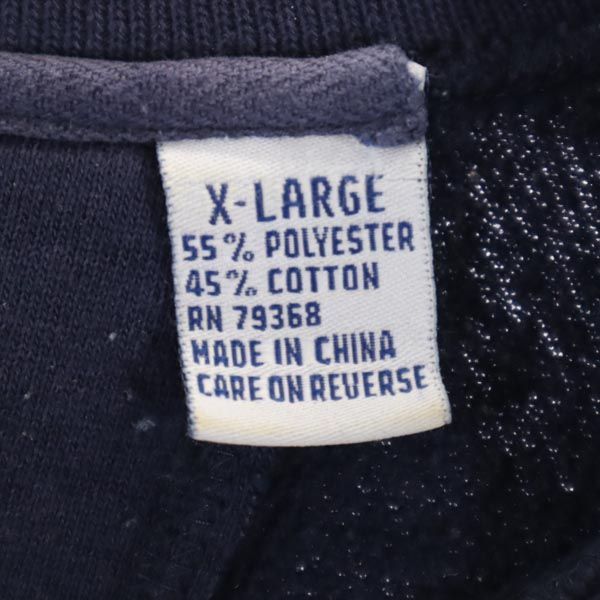 X-LARGE
55% POLYESTER
45% COTTON
RN 79368
MADE IN CHINA
CARE ON REVERSE